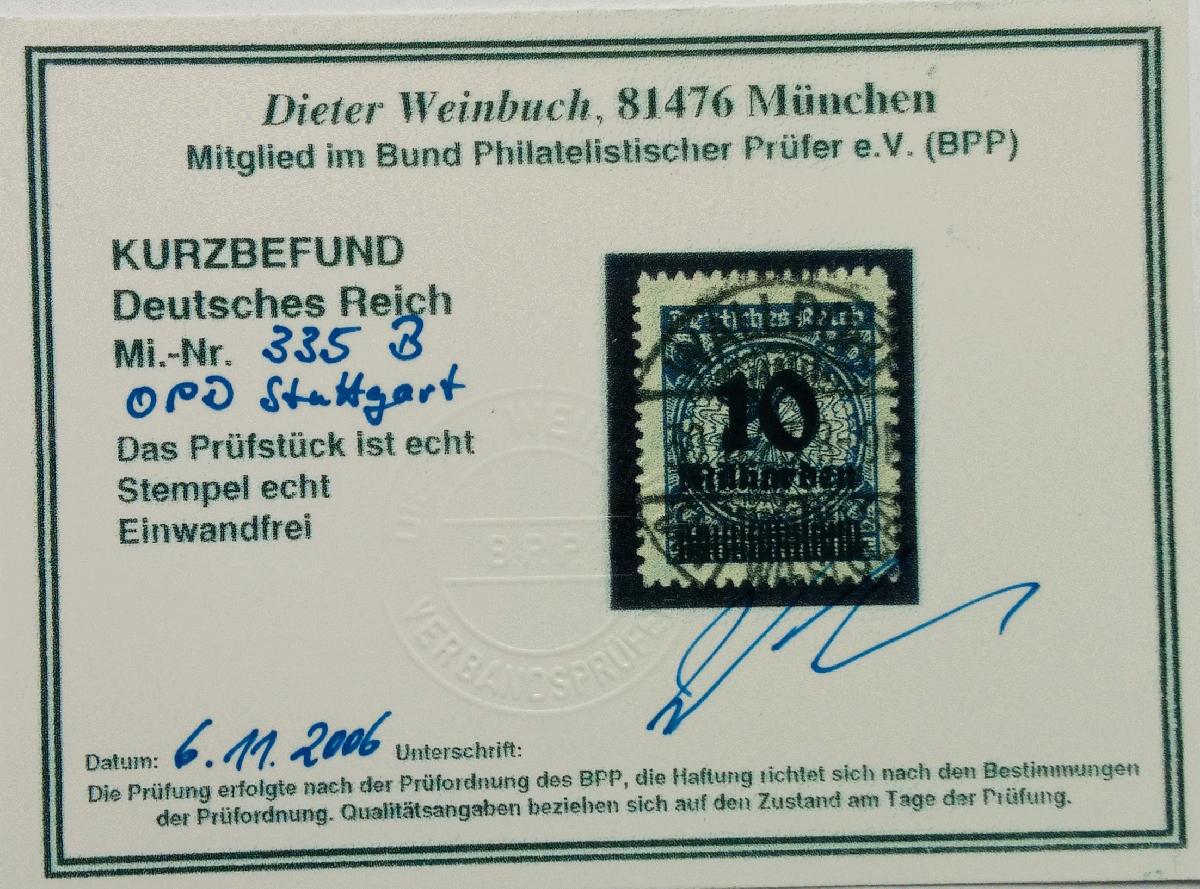 Dieter Weinbuch, 81476 München
Mitglied im Bund Philatelistischer Prüfer e.V. (BPP)
KURZBEFUND
Deutsches Reich
Mi.-Nr. 335 B
OPD Stuttgart
Das Prüfstück ist echt
Stempel echt
Einwandfrei
Deutsches Reich
10
Milliarden
B.P.P.
VERBANDSPRÜFER
Datum: 6.11.2006 Unterschrift:
Die Prüfung erfolgte nach der Prüfordnung des BPP, die Haftung richtet sich nach den Bestimmungen
der Prüfordnung. Qualitätsangaben beziehen sich auf den Zustand am Tage der Prüfung.